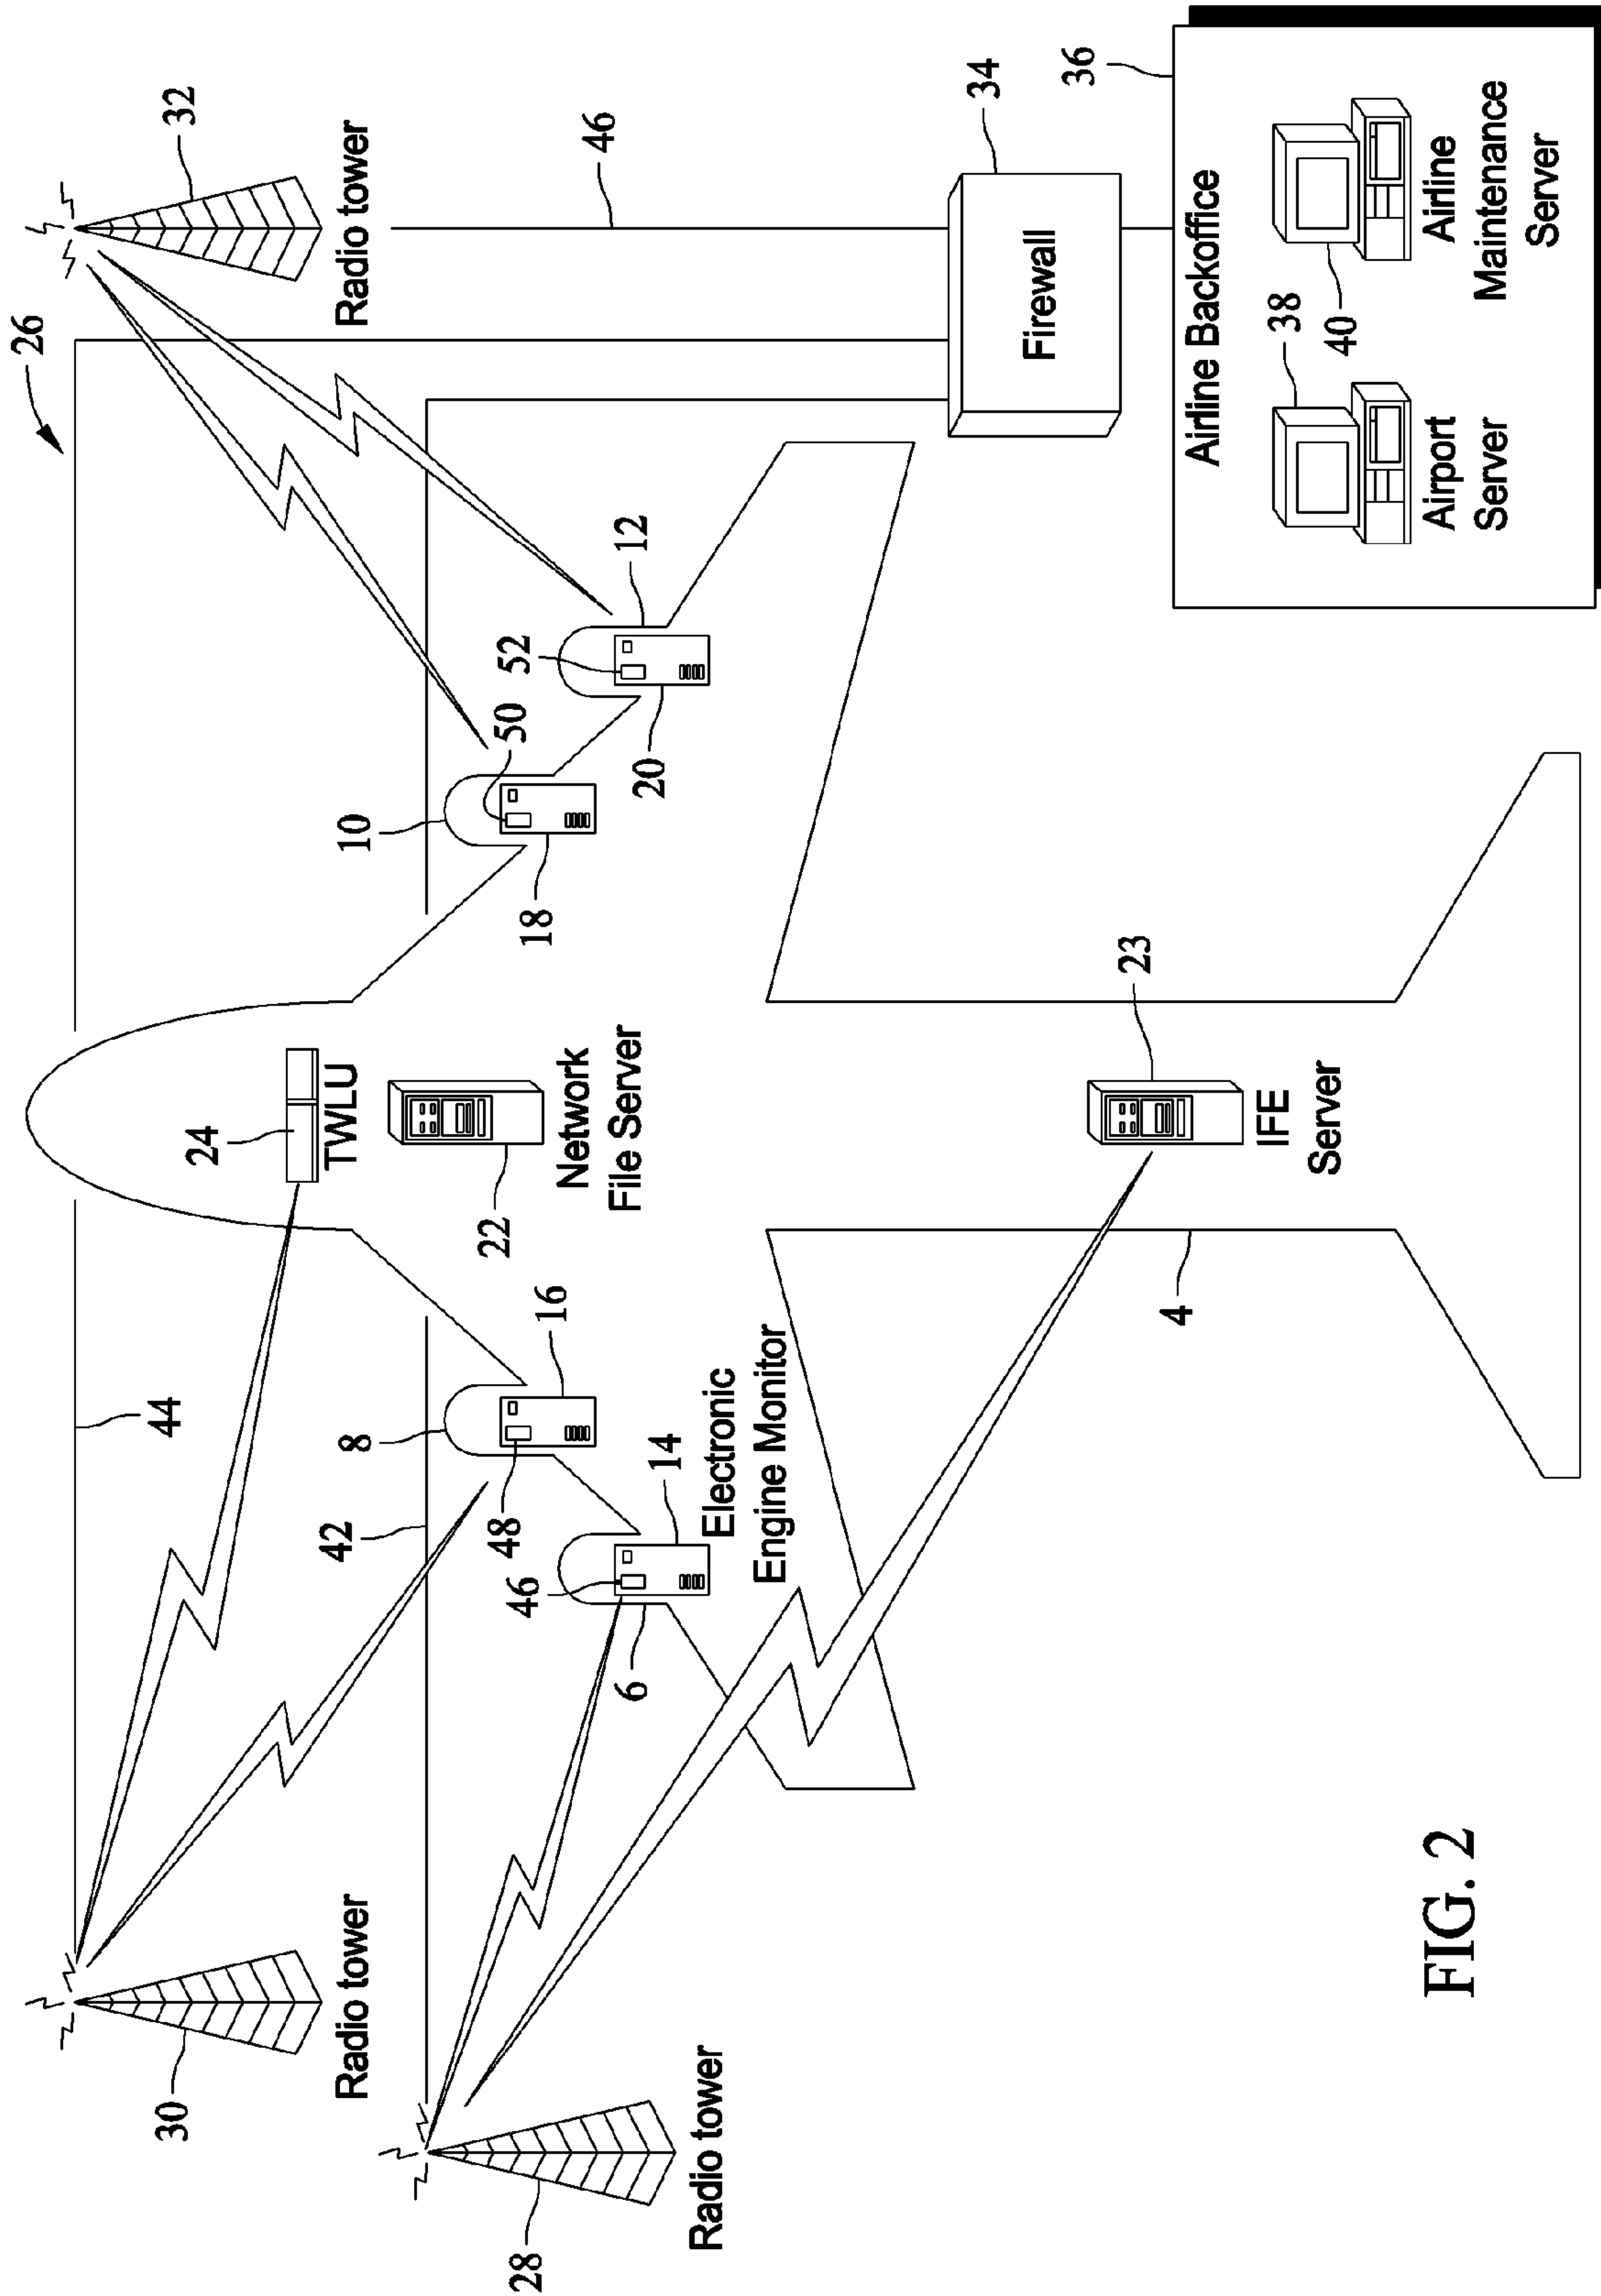 26
44
24
TWLU
30
Radio tower
32
Radio tower
42
8
10
22
Network
File Server
48
16
18
50
46
52
12
46
28
Radio tower
6
14
Electronic
Engine Monitor
20
34
Firewall
4
23
IFE
Server
36
Airline Backoffice
38
40
Airport
Server
Airline
Maintenance
Server
FIG. 2